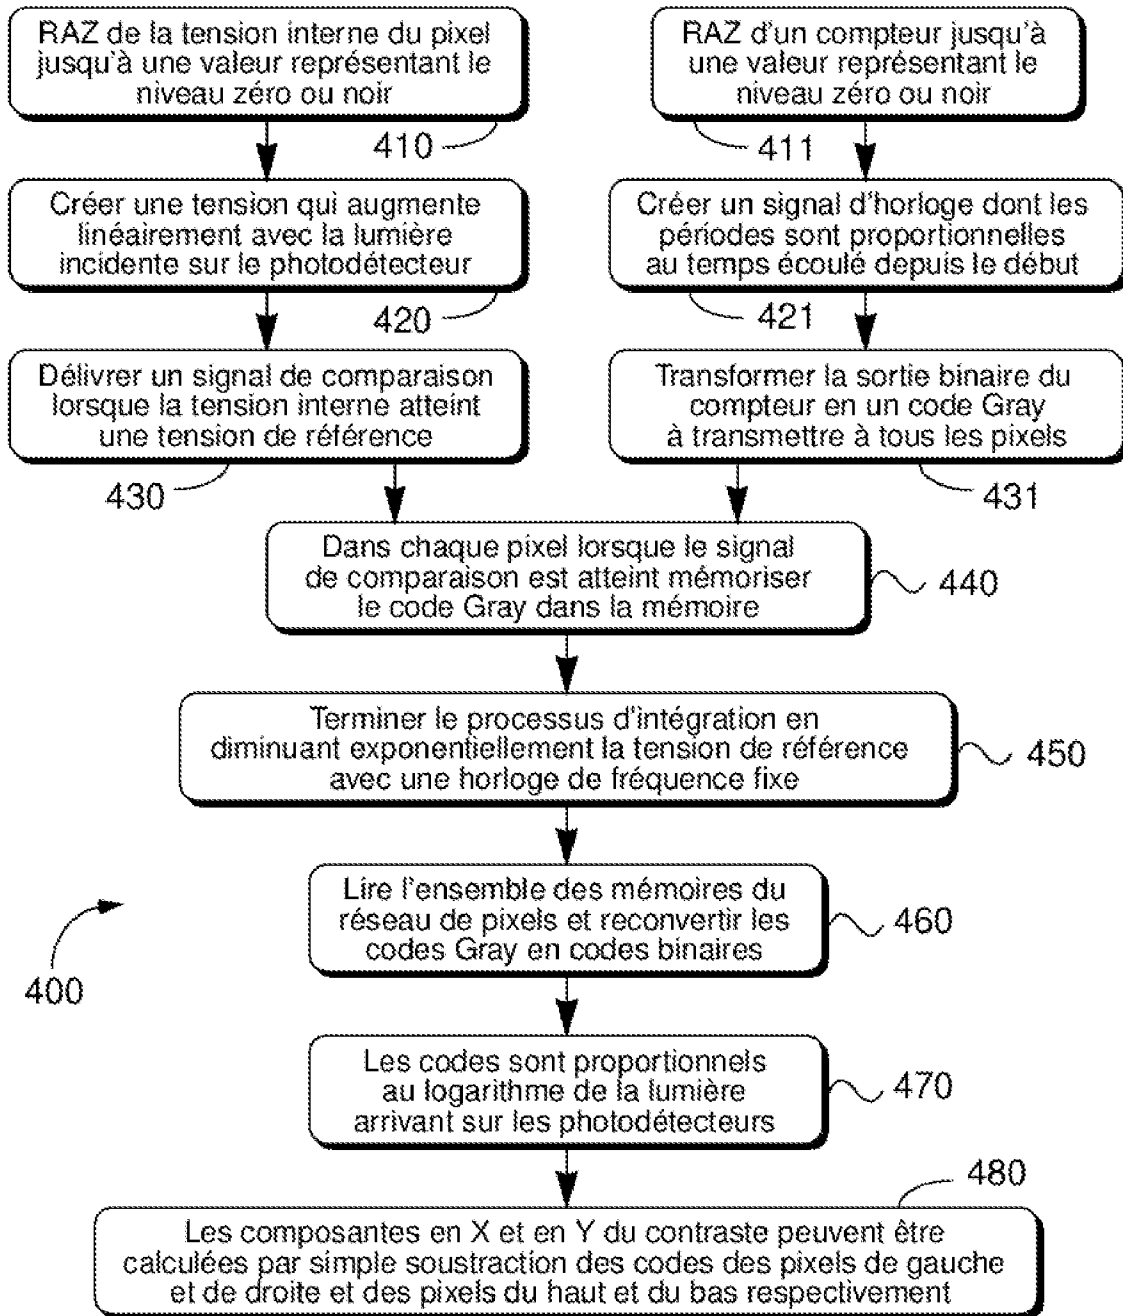 RAZ de la tension interne du pixel
jusqu'à une valeur représentant le
niveau zéro ou noir
410
RAZ d'un compteur jusqu'à
une valeur représentant le
niveau zéro ou noir
411
Créer une tension qui augmente
linéairement avec la lumière
incidente sur le photodétecteur
420
Créer un signal d'horloge dont les
périodes sont proportionnelles
au temps écoulé depuis le début
421
Délivrer un signal de comparaison
lorsque la tension interne atteint
une tension de référence
430
Transformer la sortie binaire du
compteur en un code Gray
à transmettre à tous les pixels
431
Dans chaque pixel lorsque le signal
de comparaison est atteint mémoriser
le code Gray dans la mémoire
440
Terminer le processus d'intégration en
diminuant exponentiellement la tension de référence
avec une horloge de fréquence fixe
450
Lire l'ensemble des mémoires du
réseau de pixels et reconvertir les
codes Gray en codes binaires
460
400
Les codes sont proportionnels
au logarithme de la lumière
arrivant sur les photodétecteurs
470
480
Les composantes en X et en Y du contraste peuvent être
calculées par simple soustraction des codes des pixels de gauche
et de droite et des pixels du haut et du bas respectivement